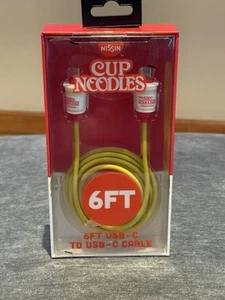 NISSIN
CUP
NOODLES
6FT
6FT USB-C
TO USB-C CABLE